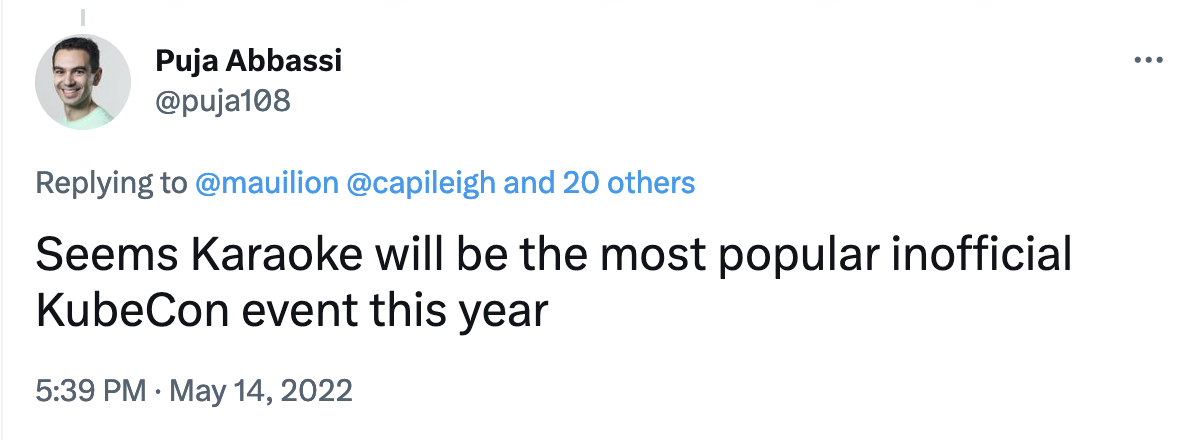 Puja Abbassi
@puja108
Replying to @mauilion @capileigh and 20 others
Seems Karaoke will be the most popular inofficial
KubeCon event this year
5:39 PM · May 14, 2022